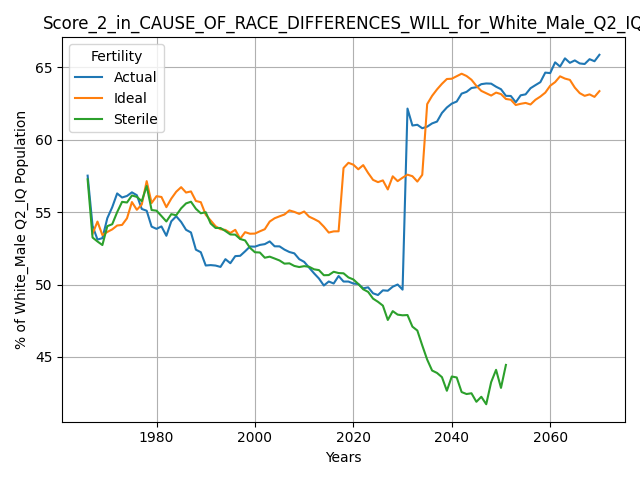 Score_2_in_CAUSE_OF_RACE_DIFFERENCES_WILL_for_White_Male_Q2_IQ
Fertility
Actual
Ideal
Sterile
% of White_Male Q2_IQ Population
65
60
55
50
45
1980
2000
2020
2040
2060
Years